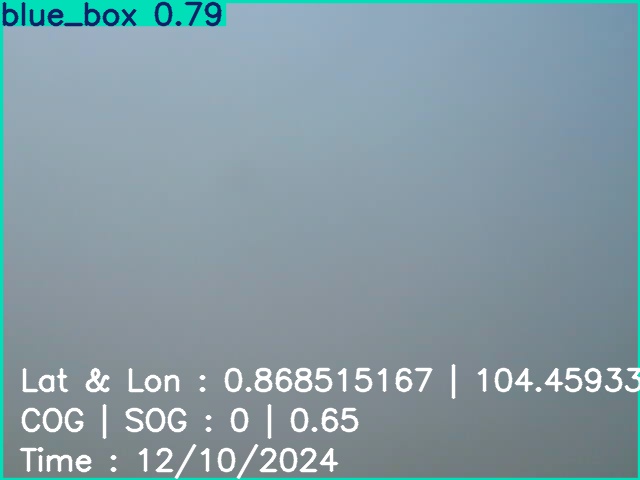 blue_box 0.79
Lat & Lon : 0.868515167 | 104.45933
COG | SOG : 0 | 0.65
Time : 12/10/2024